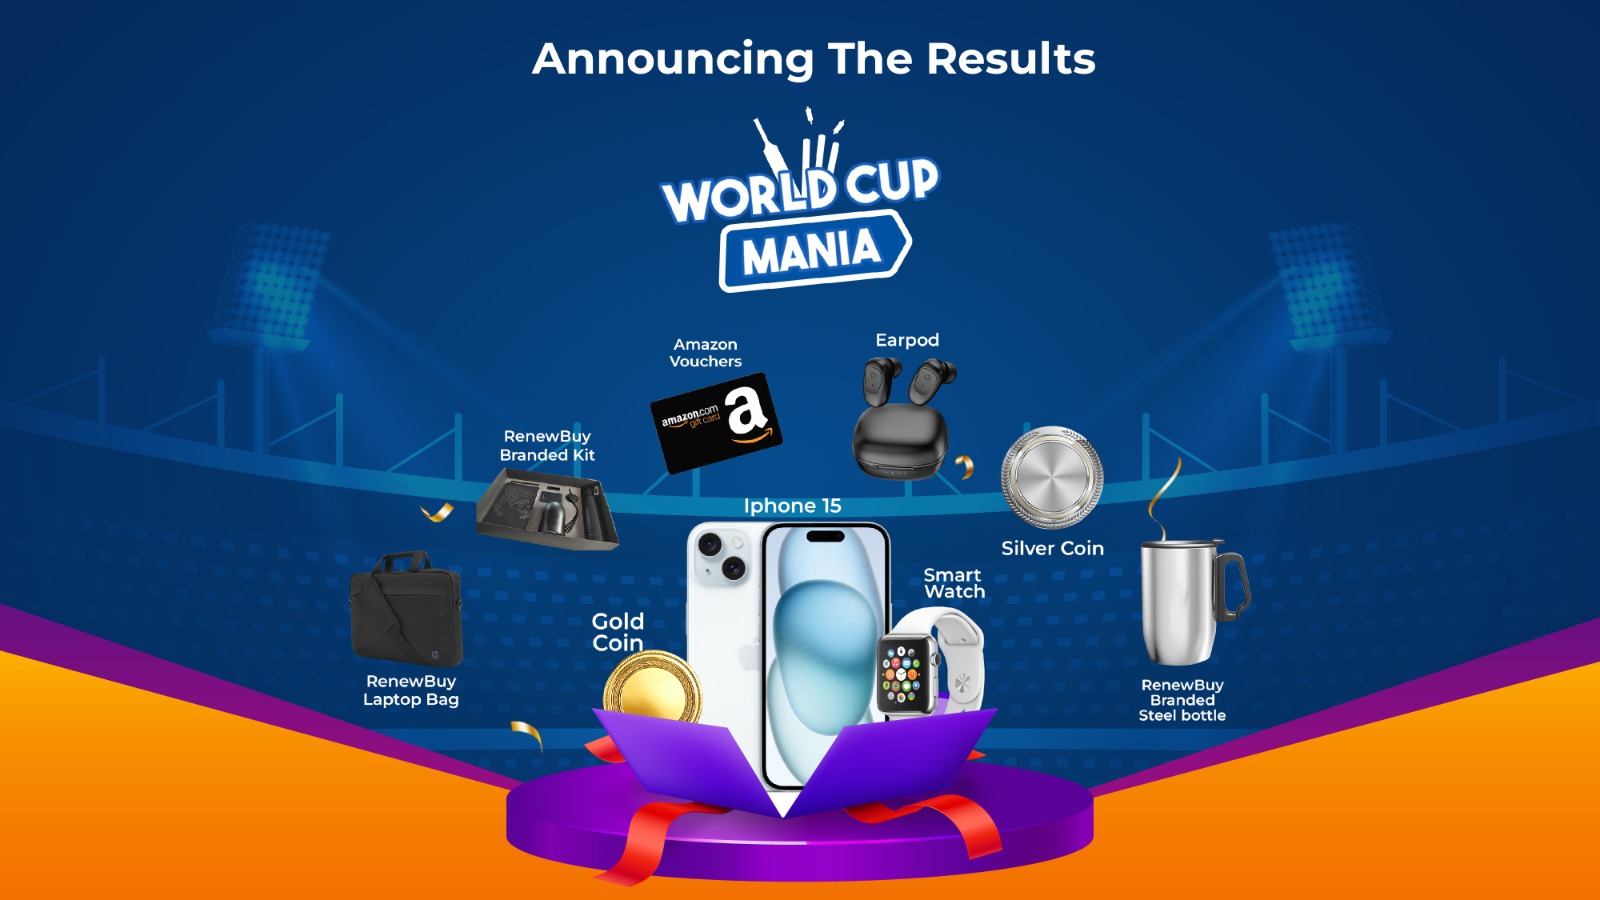 Announcing The Results
WORLD CUP
MANIA
Amazon
Vouchers
Earpod
amazon.com
gift card
a
RenewBuy
Branded Kit
Iphone 15
Silver Coin
Smart
Watch
Gold
Coin
RenewBuy
Laptop Bag
RenewBuy
Branded
Steel bottle